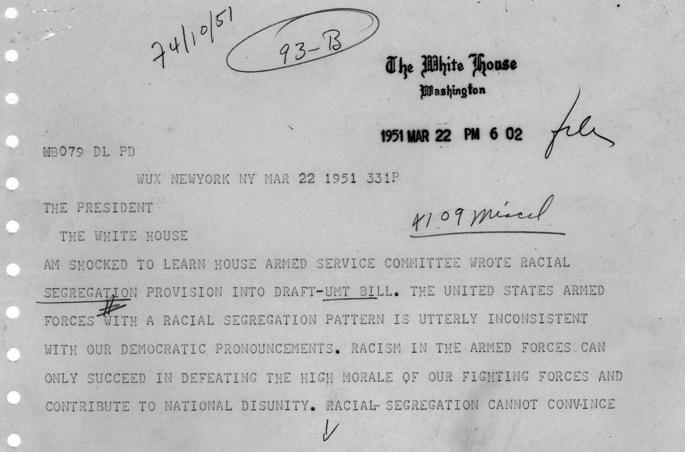 93-B
The White House
Washington
1951 MAR 22 PM 6 02
file
WB079 DL PD
WUX NEWYORK NY MAR 22 1951 331P
THE PRESIDENT
THE WHITE HOUSE
AM SHOCKED TO LEARN HOUSE ARMED SERVICE COMMITTEE WROTE RACIAL
SEGREGATION PROVISION INTO DRAFT-UMT BILL. THE UNITED STATES ARMED
FORCES WITH A RACIAL SEGREGATION PATTERN IS UTTERLY INCONSISTENT
WITH OUR DEMOCRATIC PRONOUNCEMENTS. RACISM IN THE ARMED FORCES CAN
ONLY SUCCEED IN DEFEATING THE HIGH MORALE OF OUR FIGHTING FORCES AND
CONTRIBUTE TO NATIONAL DISUNITY. RACIAL SEGREGATION CANNOT CONVINCE